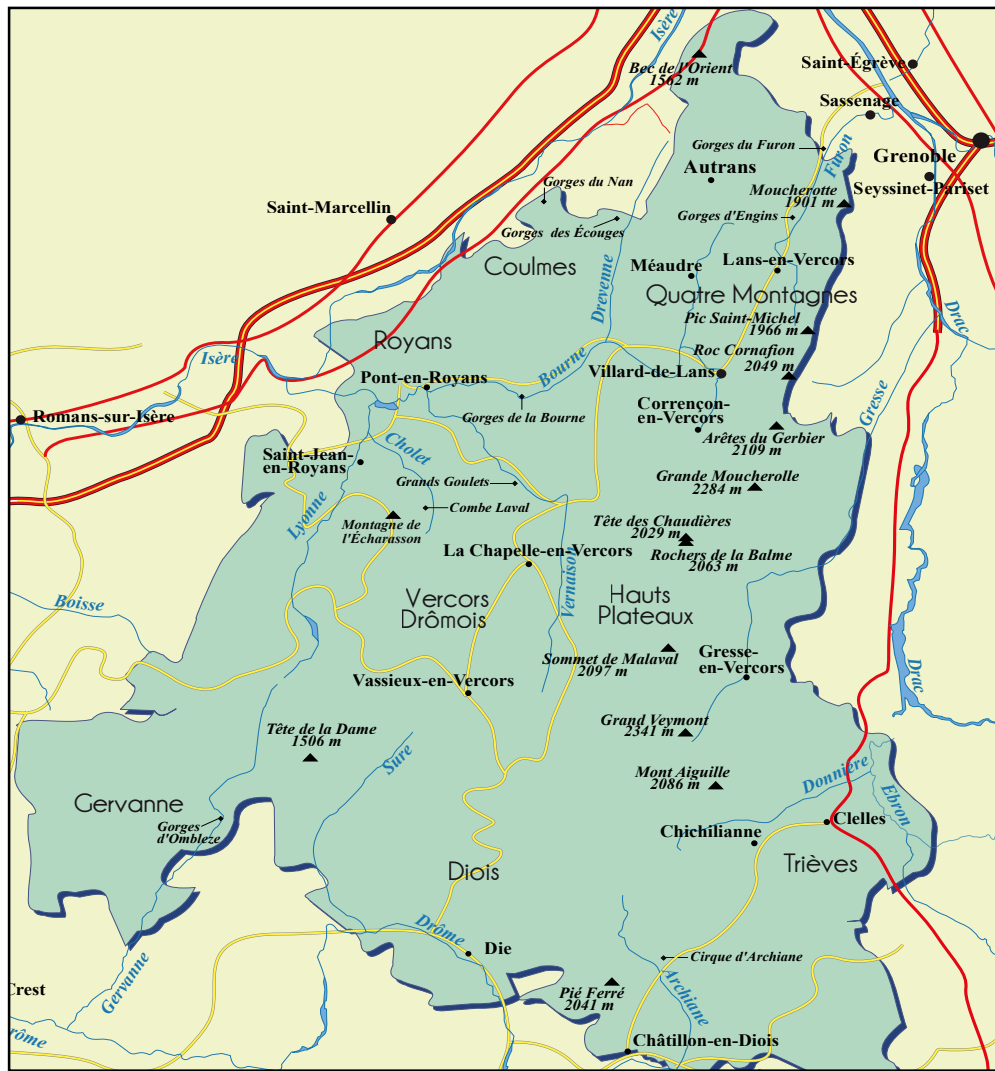 Isère
Bec de l'Orient
1562 m
Saint-Égrève
Sassenage
Gorges du Furon
Furon
Grenoble
Autrans
Seyssinet-Pariset
Gorges du Nan
Moucherotte
1901 m
Saint-Marcellin
Gorges des Écouges
Gorges d'Engins
Coulmes
Méaudre
Lans-en-Vercors
Drevenne
Quatre Montagnes
Drac
Pic Saint-Michel
1966 m
Royans
Roc Cornafion
2049 m
Isère
Bourne
Pont-en-Royans
Villard-de-Lans
Gresse
Romans-sur-Isère
Gorges de la Bourne
Corrençon-
en-Vercors
Arêtes du Gerbier
2109 m
Cholet
Saint-Jean-
en-Royans
Grands Goulets
Grande Moucherolle
2284 m
Lyonne
Combe Laval
Montagne de
l'Écharasson
Tête des Chaudières
2029 m
La Chapelle-en-Vercors
Rochers de la Balme
2063 m
Vernaison
Boisse
Vercors
Drômois
Hauts
Plateaux
Sommet de Malaval
2097 m
Gresse-
en-Vercors
Drac
Vassieux-en-Vercors
Tête de la Dame
1506 m
Sure
Grand Veymont
2341 m
Mont Aiguille
2086 m
Donnière
Ebron
Gervanne
Gorges
d'Ombleze
Chichilianne
Clelles
Diois
Trièves
Drôme
Die
Cirque d'Archiane
Gervanne
Crest
Pié Ferré
2041 m
Archiane
rôme
Châtillon-en-Diois